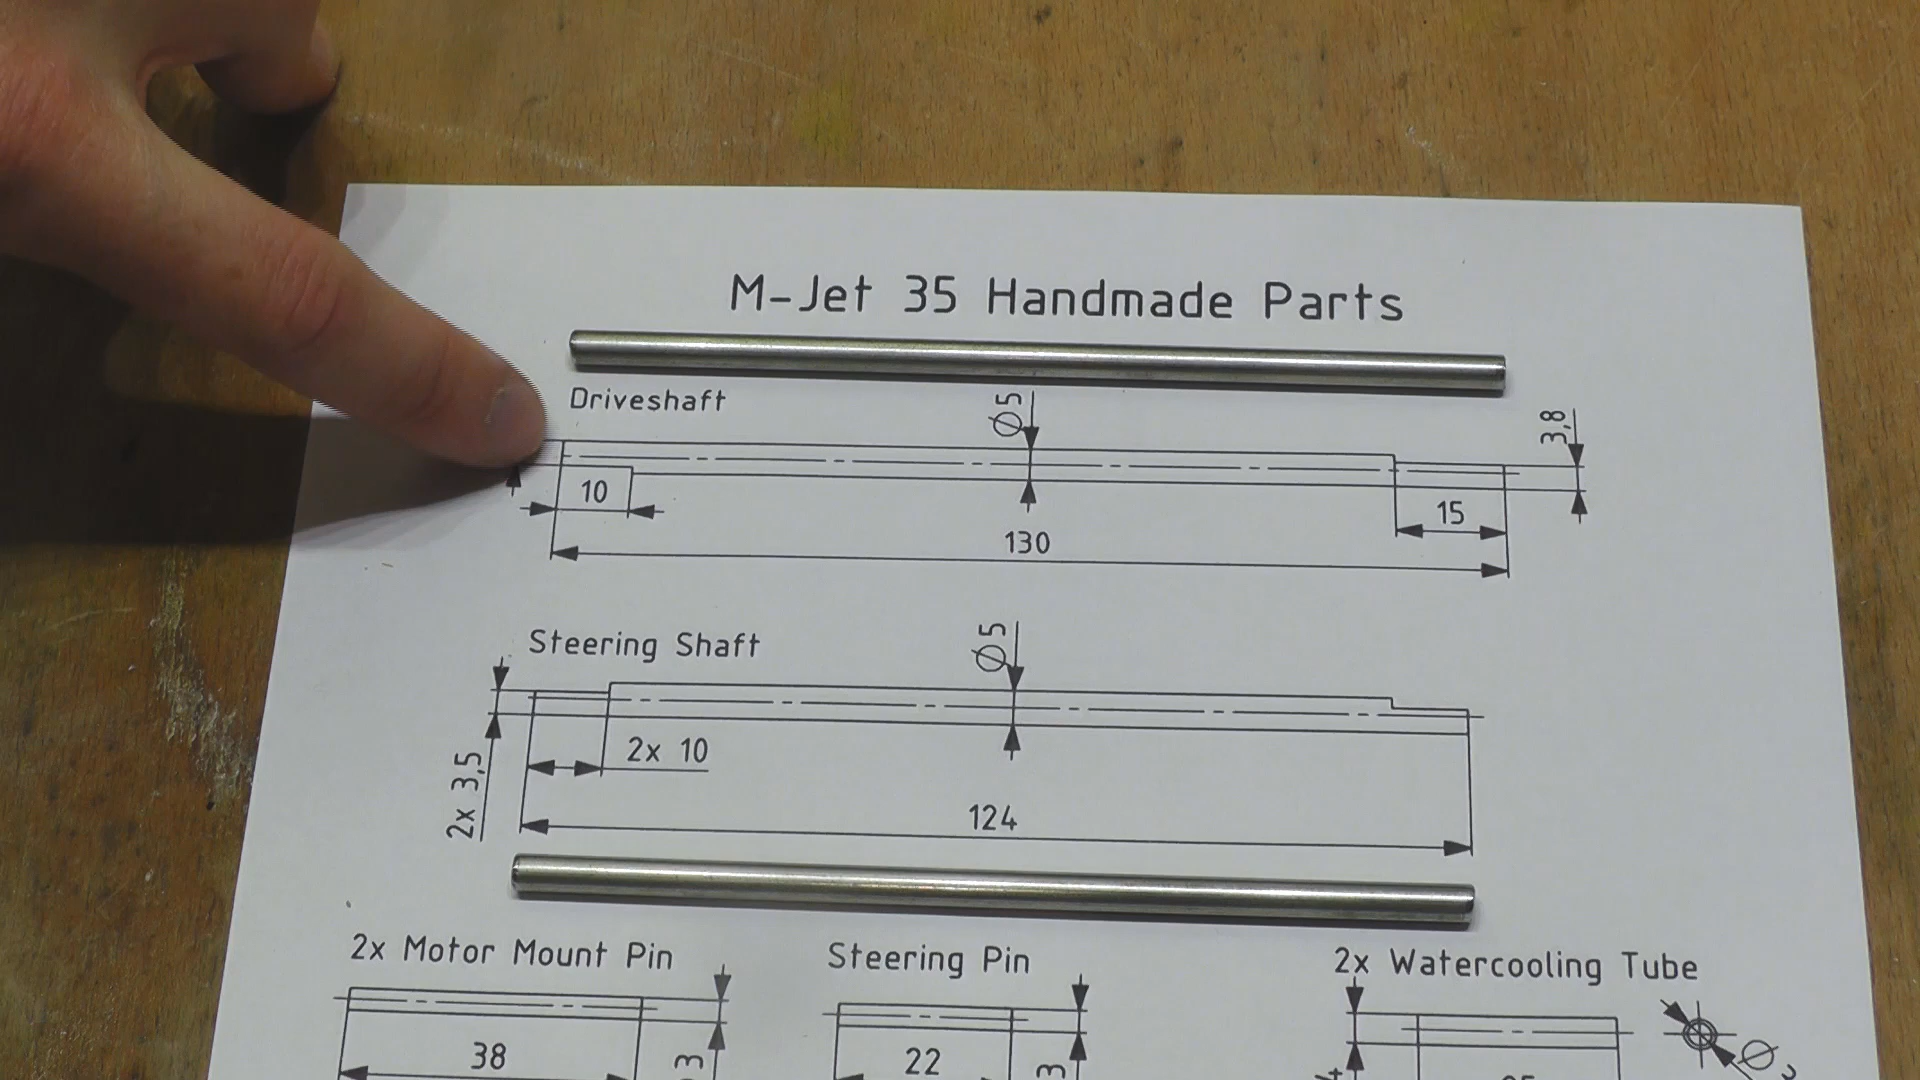 M-Jet 35 Handmade Parts
Driveshaft
Ø5
3,8
10
15
130
Steering Shaft
Ø5
2x 3,5
2x 10
124
2x Motor Mount Pin
Steering Pin
2x Watercooling Tube
38
3
22
3
Ø